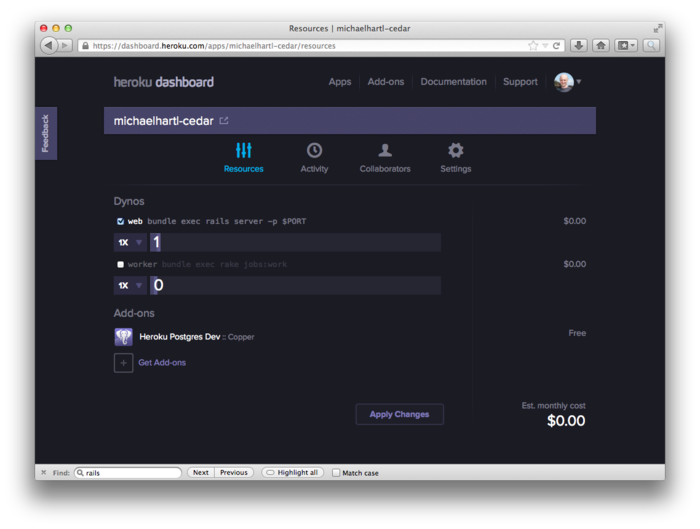 Resources | michaelhartl-cedar
https://dashboard.heroku.com/apps/michaelhartl-cedar/resources
heroku dashboard
Apps Add-ons Documentation Support
Feedback
michaelhartl-cedar
Resources Activity Collaborators Settings
Dynos
web bundle exec rails server -p $PORT $0.00
1X 1
worker bundle exec rake jobs:work $0.00
1X 0
Add-ons
Heroku Postgres Dev :: Copper Free
+ Get Add-ons
Apply Changes
Est. monthly cost
$0.00
Find: rails Next Previous Highlight all Match case